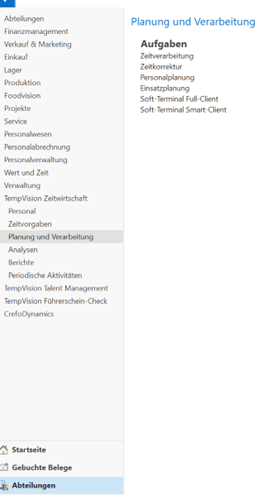 Abteilungen
Finanzmanagement
Verkauf & Marketing
Einkauf
Lager
Produktion
Foodvision
Projekte
Service
Personalwesen
Personalabrechnung
Personalverwaltung
Wert und Zeit
Verwaltung
TempVision Zeitwirtschaft
Personal
Zeitvorgaben
Planung und Verarbeitung
Analysen
Berichte
Periodische Aktivitäten
TempVision Talent Management
TempVision Führerschein-Check
CrefoDynamics
Startseite
Gebuchte Belege
Abteilungen
Planung und Verarbeitung
Aufgaben
Zeitverarbeitung
Zeitkorrektur
Personalplanung
Einsatzplanung
Soft-Terminal Full-Client
Soft-Terminal Smart-Client